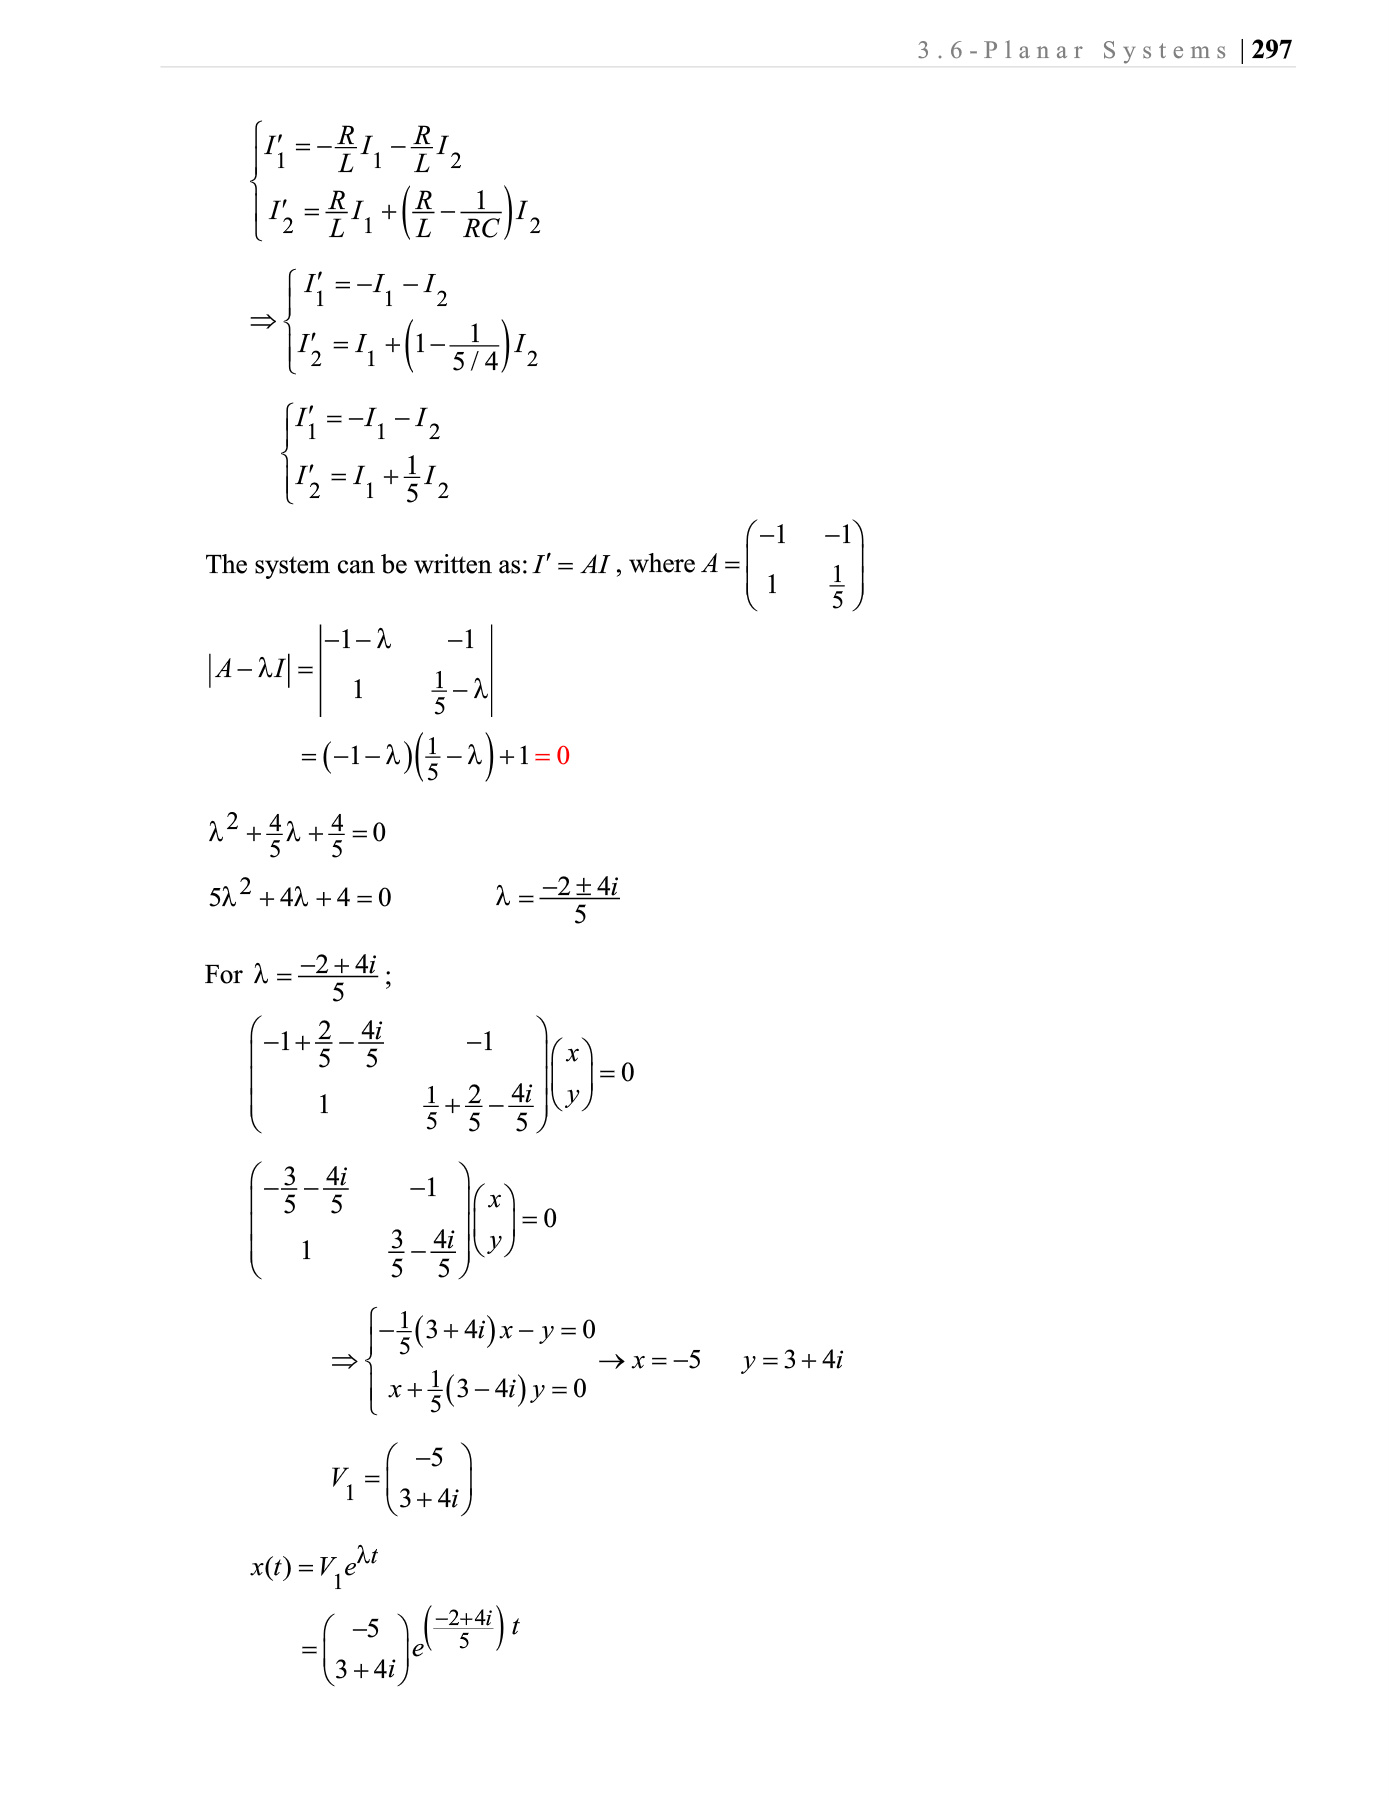 3.6-Planar Systems | 297
{ I′₁ = −R/L I₁ − R/L I₂
I′₂ = R/L I₁ + (R/L − 1/RC) I₂
⇒ { I′₁ = −I₁ − I₂
I′₂ = I₁ + (1 − 1/(5 / 4)) I₂
{ I′₁ = −I₁ − I₂
I′₂ = I₁ + 1/5 I₂
The system can be written as: I′ = AI , where A = ( −1 −1
1 1/5 )
|A − λI| = | −1 − λ −1
1 1/5 − λ |
= (−1 − λ)(1/5 − λ) + 1 = 0
λ² + 4/5 λ + 4/5 = 0
5λ² + 4λ + 4 = 0 λ = (−2 ± 4i)/5
For λ = (−2 + 4i)/5 ;
( −1 + 2/5 − 4i/5 −1
1 1/5 + 2/5 − 4i/5 ) ( x
y ) = 0
( −3/5 − 4i/5 −1
1 3/5 − 4i/5 ) ( x
y ) = 0
⇒ { −1/5 (3 + 4i) x − y = 0
x + 1/5 (3 − 4i) y = 0 → x = −5 y = 3 + 4i
V₁ = ( −5
3 + 4i )
x(t) = V₁ e^λt
= ( −5
3 + 4i ) e^((−2+4i)/5) t